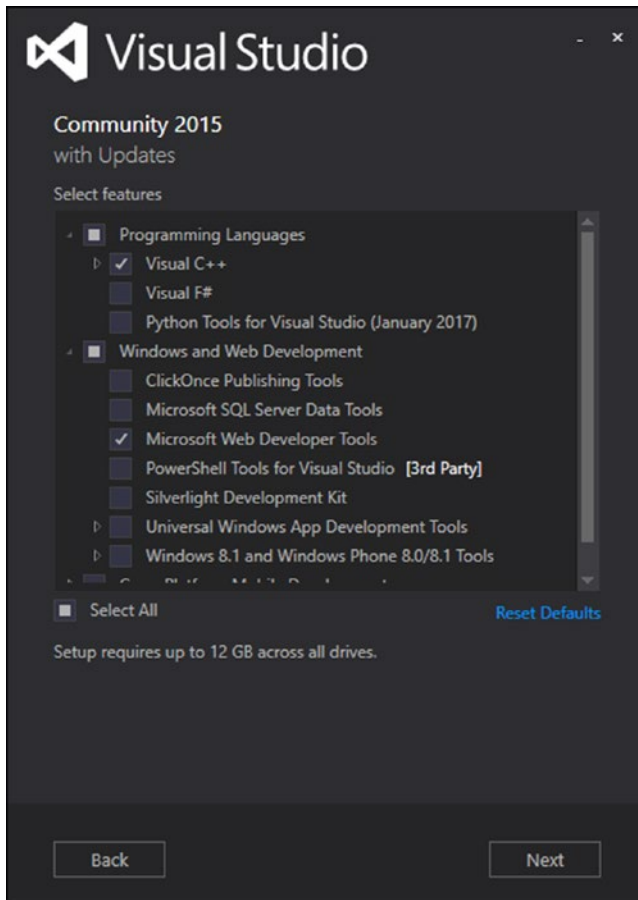 Visual Studio
Community 2015
with Updates
Select features
Programming Languages
Visual C++
Visual F#
Python Tools for Visual Studio (January 2017)
Windows and Web Development
ClickOnce Publishing Tools
Microsoft SQL Server Data Tools
Microsoft Web Developer Tools
PowerShell Tools for Visual Studio [3rd Party]
Silverlight Development Kit
Universal Windows App Development Tools
Windows 8.1 and Windows Phone 8.0/8.1 Tools
Select All Reset Defaults
Setup requires up to 12 GB across all drives.
Back Next